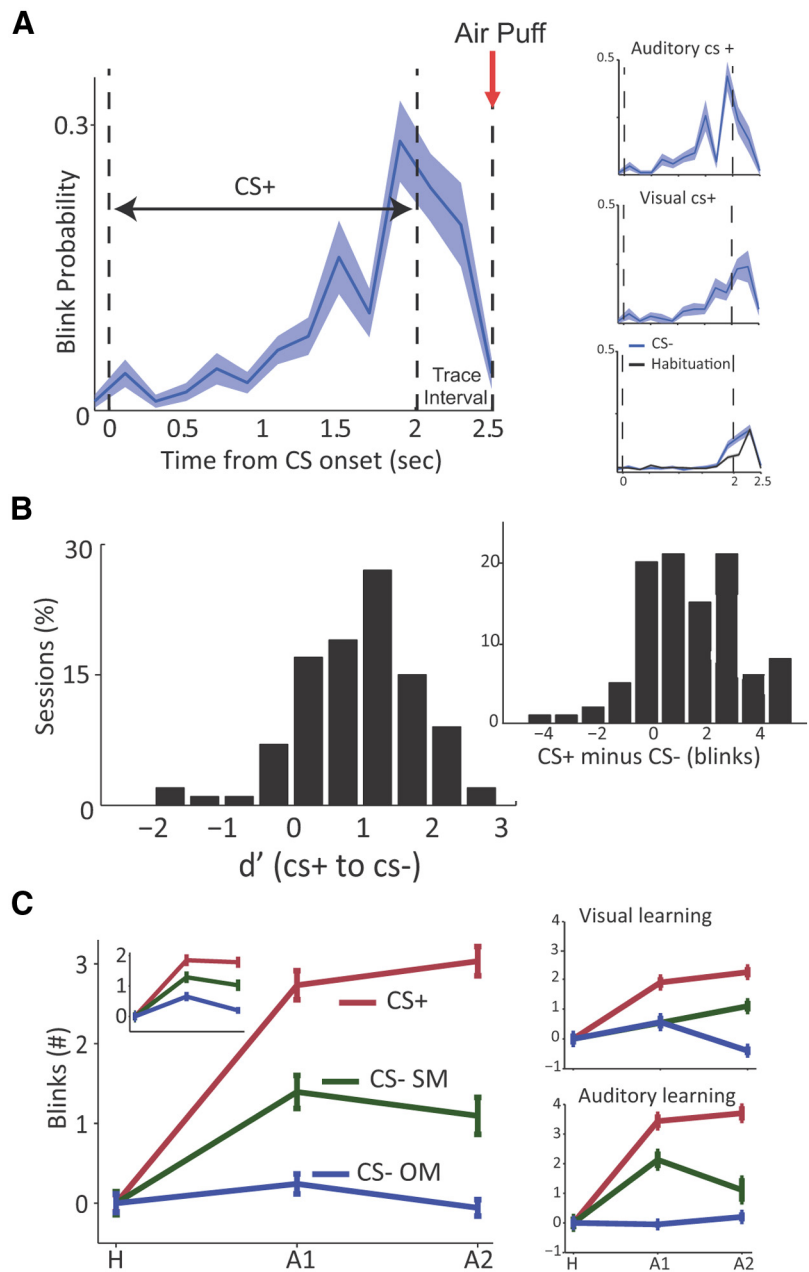 A
Air Puff
0.3
CS+
Blink Probability
Trace
Interval
0
0 0.5 1 1.5 2 2.5
Time from CS onset (sec)
Auditory cs +
0.5
Visual cs+
0.5
0.5
CS-
Habituation
0 2 2.5
B
30
15
0
Sessions (%)
−2 −1 0 1 2 3
d’ (cs+ to cs-)
20
10
0
−4 −2 0 2 4
CS+ minus CS- (blinks)
C
3
2
1
0
Blinks (#)
2
1
0
CS+
CS- SM
CS- OM
H A1 A2
Visual learning
4
3
2
1
0
−1
Auditory learning
4
3
2
1
0
−1
H A1 A2